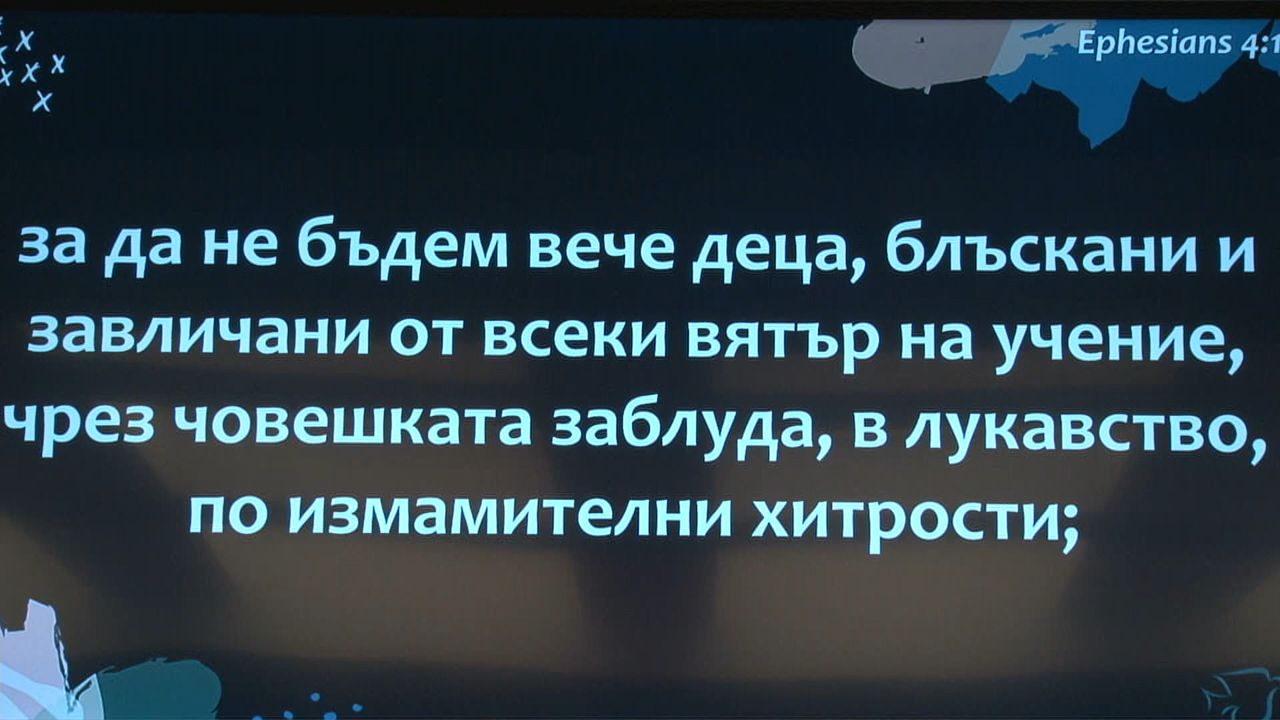 Ephesians 4:1
за да не бъдем вече деца, блъскани и
завличани от всеки вятър на учение,
чрез човешката заблуда, в лукавство,
по измамителни хитрости;